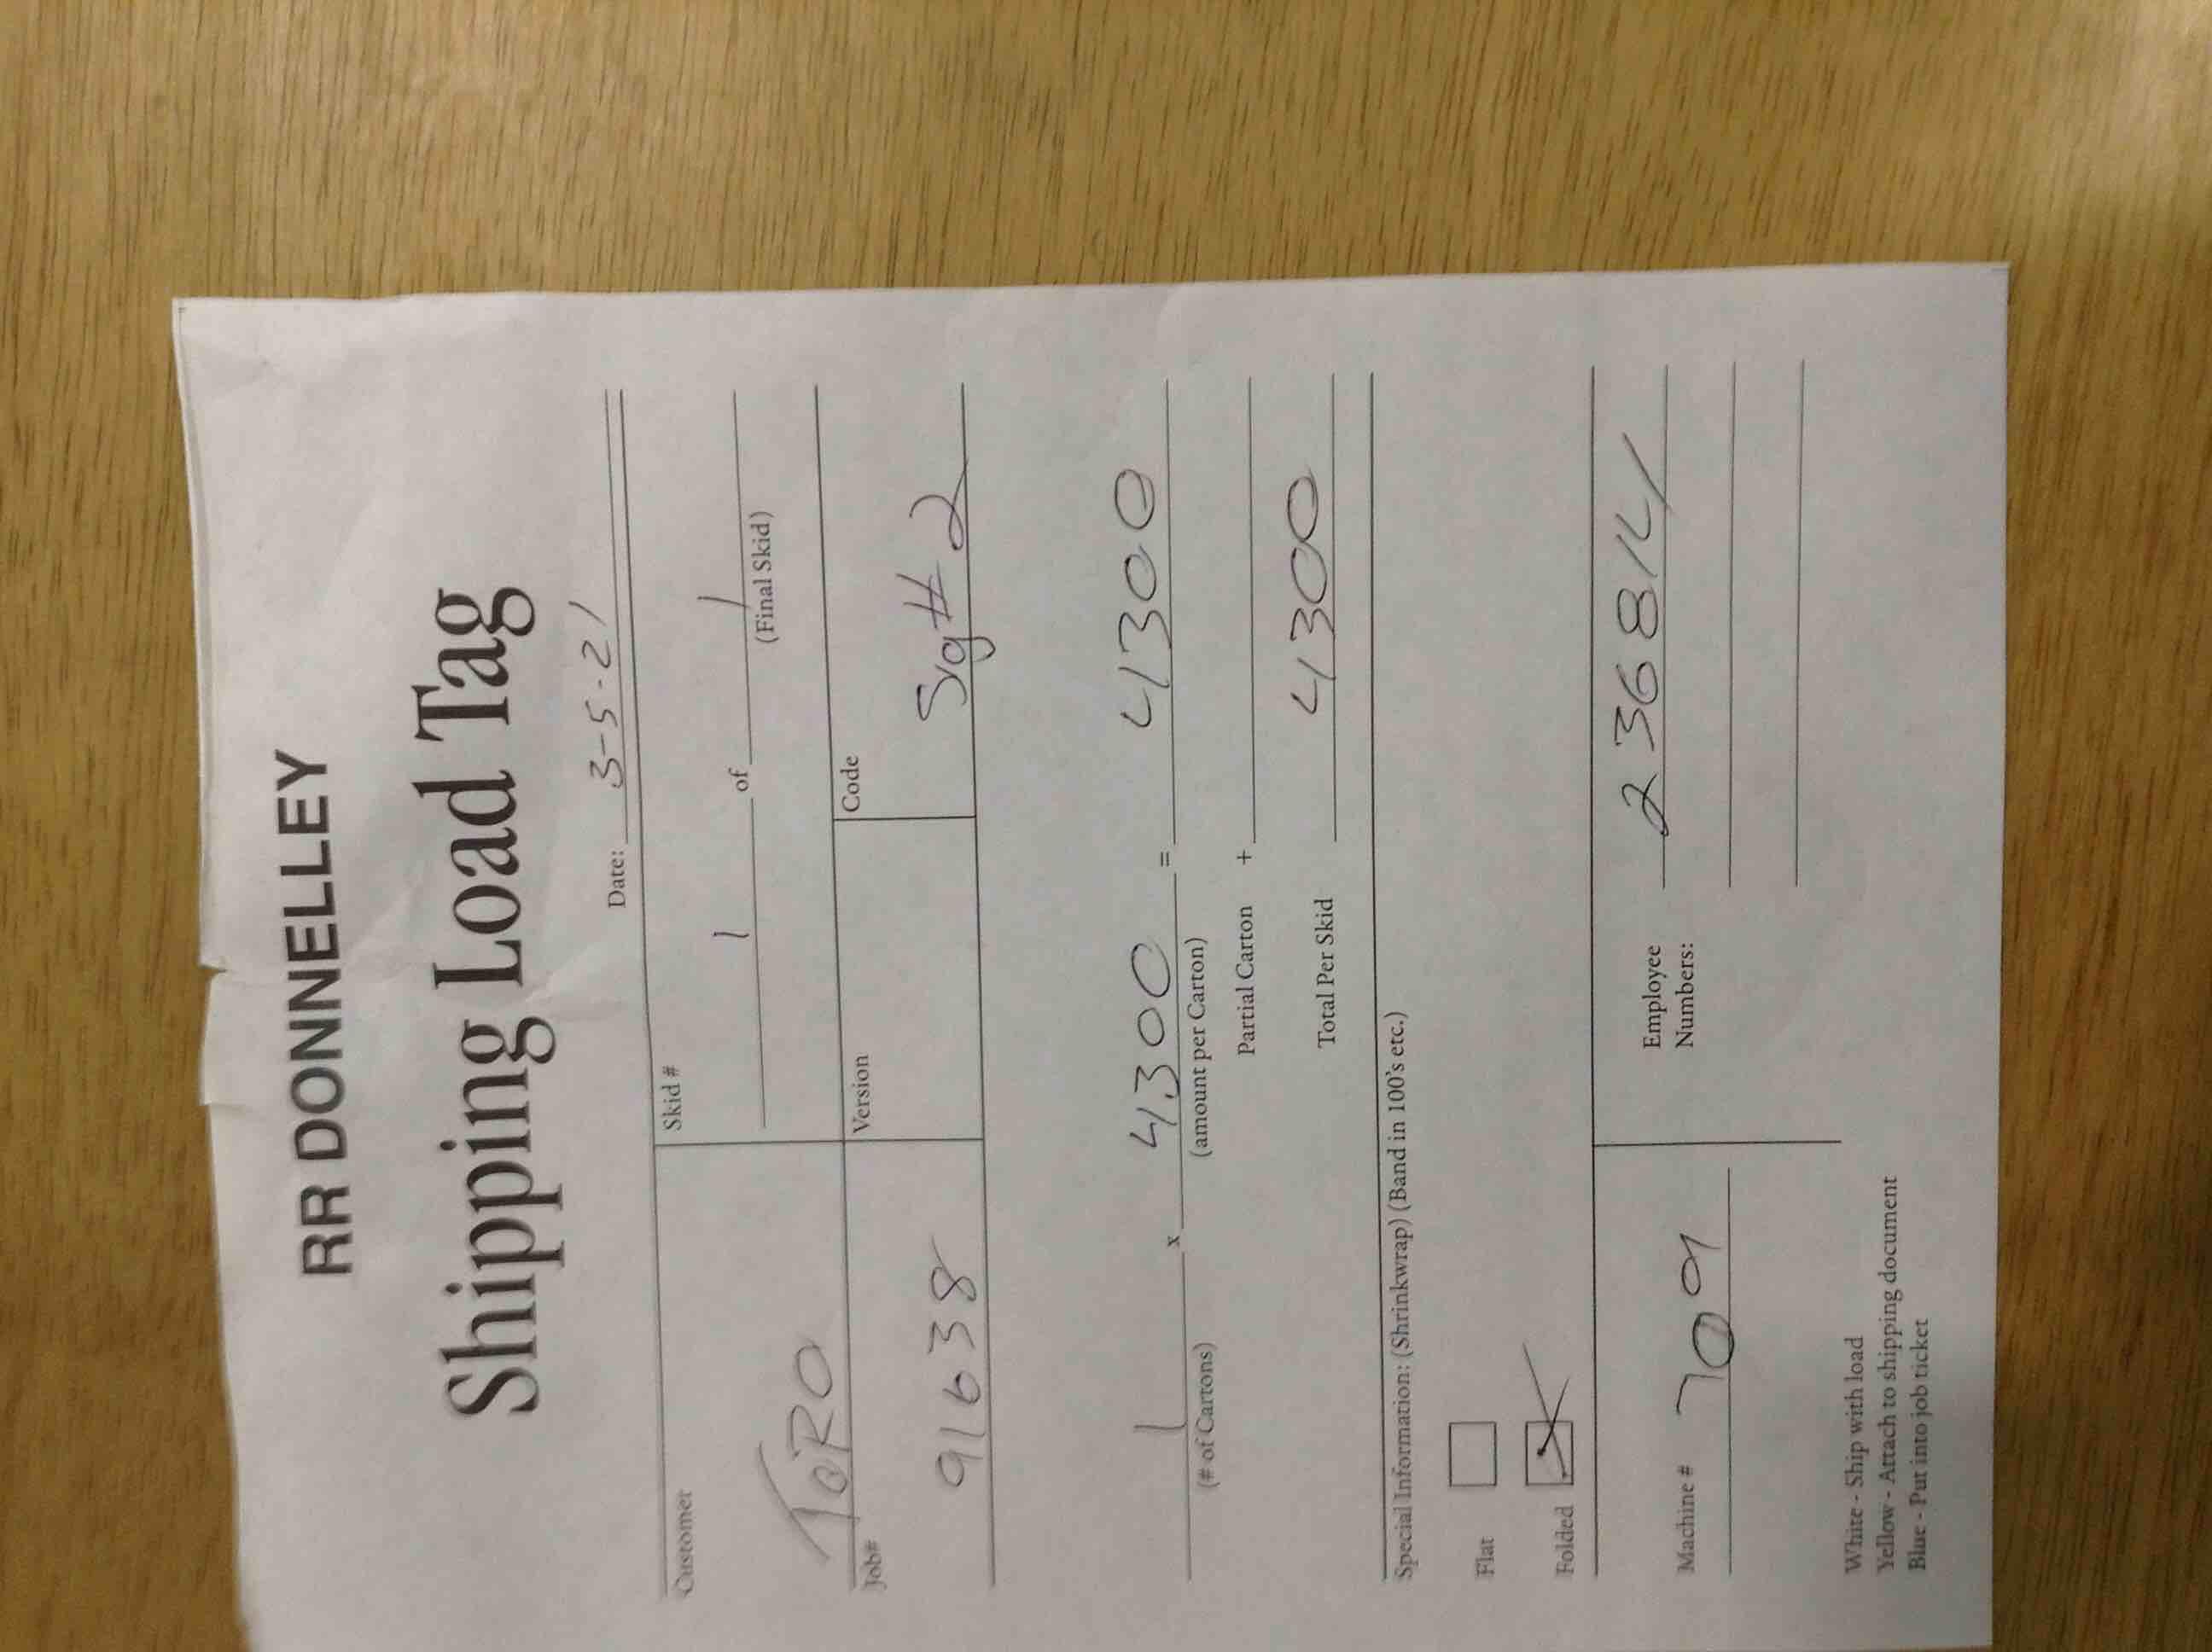 RR DONNELLEY
Shipping Load Tag
Date: 3-5-21
Customer TORO
Skid # 1 of 1
(Final Skid)
Job# 91638
Version
Code Sig# 2
1 x 4300 = 4300
(# of Cartons) (amount per Carton)
Partial Carton +
Total Per Skid 4300
Special Information: (Shrinkwrap) (Band in 100's etc.)
Flat
Folded
Machine # 709
Employee Numbers: 236814
White - Ship with load
Yellow - Attach to shipping document
Blue - Put into job ticket